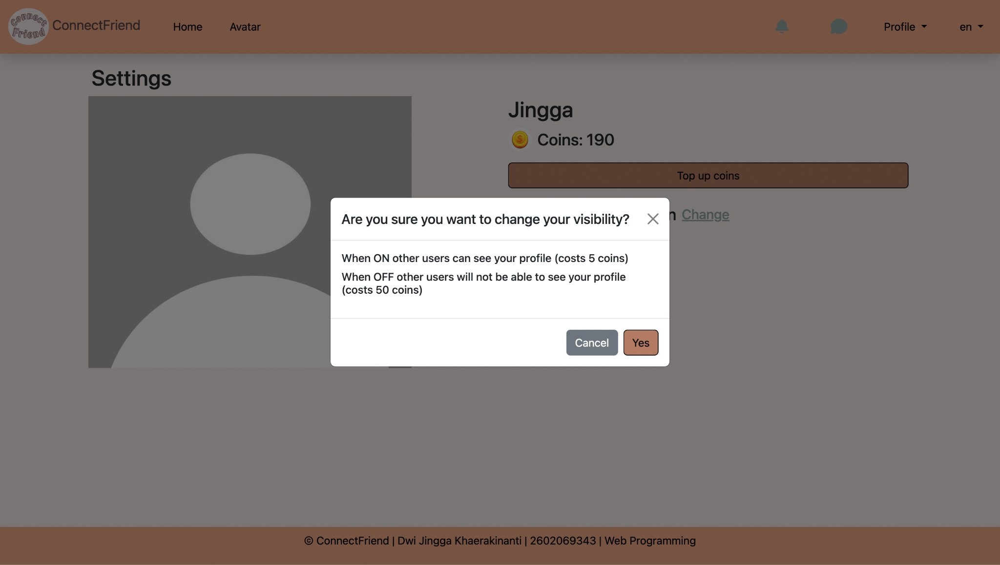 Connect
Friend
ConnectFriend
Home
Avatar
Profile
en
Settings
Jingga
Coins: 190
Top up coins
n Change
Are you sure you want to change your visibility?
When ON other users can see your profile (costs 5 coins)
When OFF other users will not be able to see your profile
(costs 50 coins)
Cancel
Yes
© ConnectFriend | Dwi Jingga Khaerakinanti | 2602069343 | Web Programming